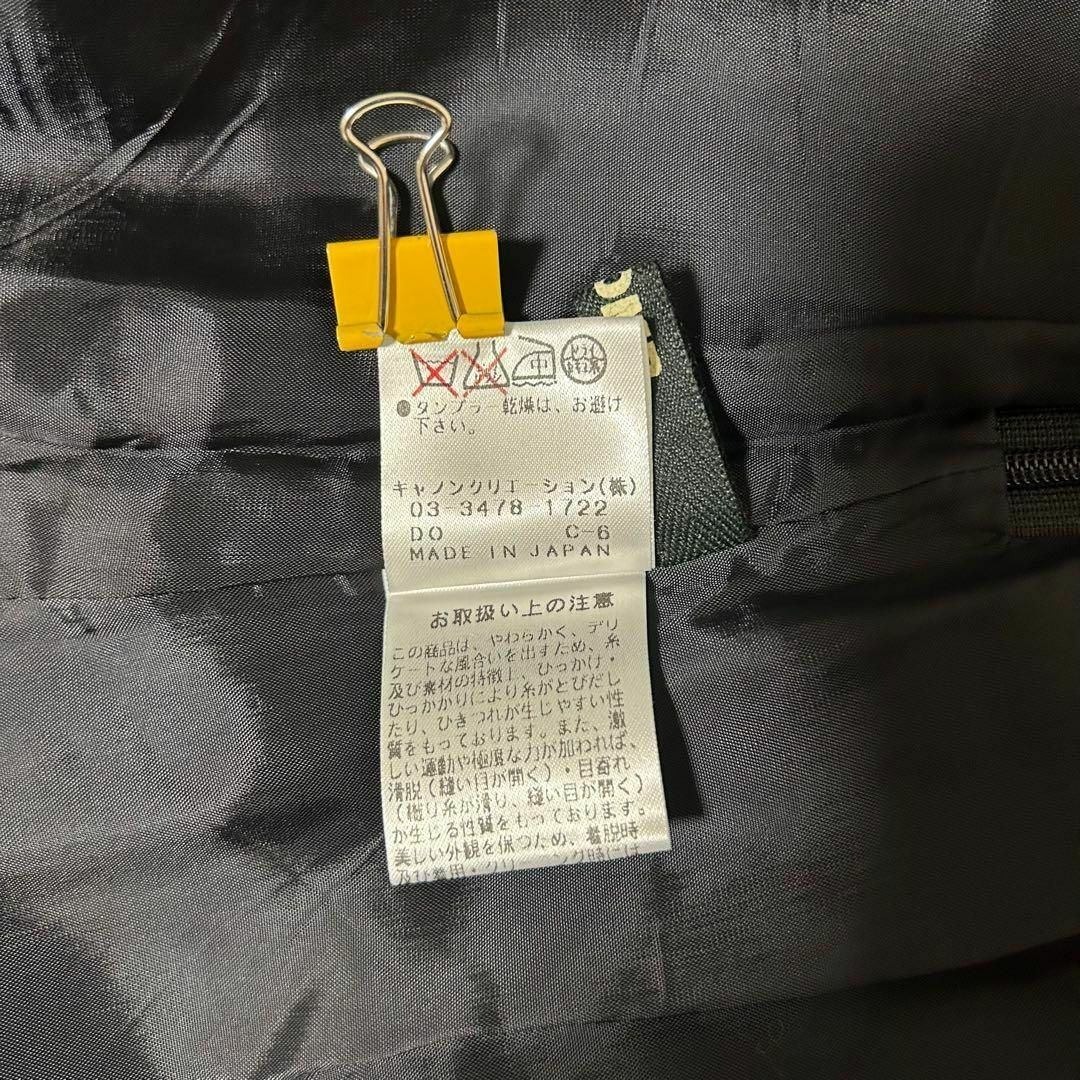 中
ドライ
◎タンブラー乾燥は、お避け
下さい。
キャノンクリエーション(株)
03-3478-1722
DO C-6
MADE IN JAPAN
お取扱い上の注意
この商品は、やわらかく、デリ
ケートな風合いを出すため、糸
及び素材の特徴上、ひっかけ・
ひっかかりにより糸がとびだし
たり、ひきつれが生じやすい性
質をもっております。また、激
しい運動や極度な力が加われば、
滑脱(縫い目が開く)・目寄れ
(織り糸が滑り、縫い目が開く)
が生じる性質をもっております。
美しい外観を保つため、着脱時